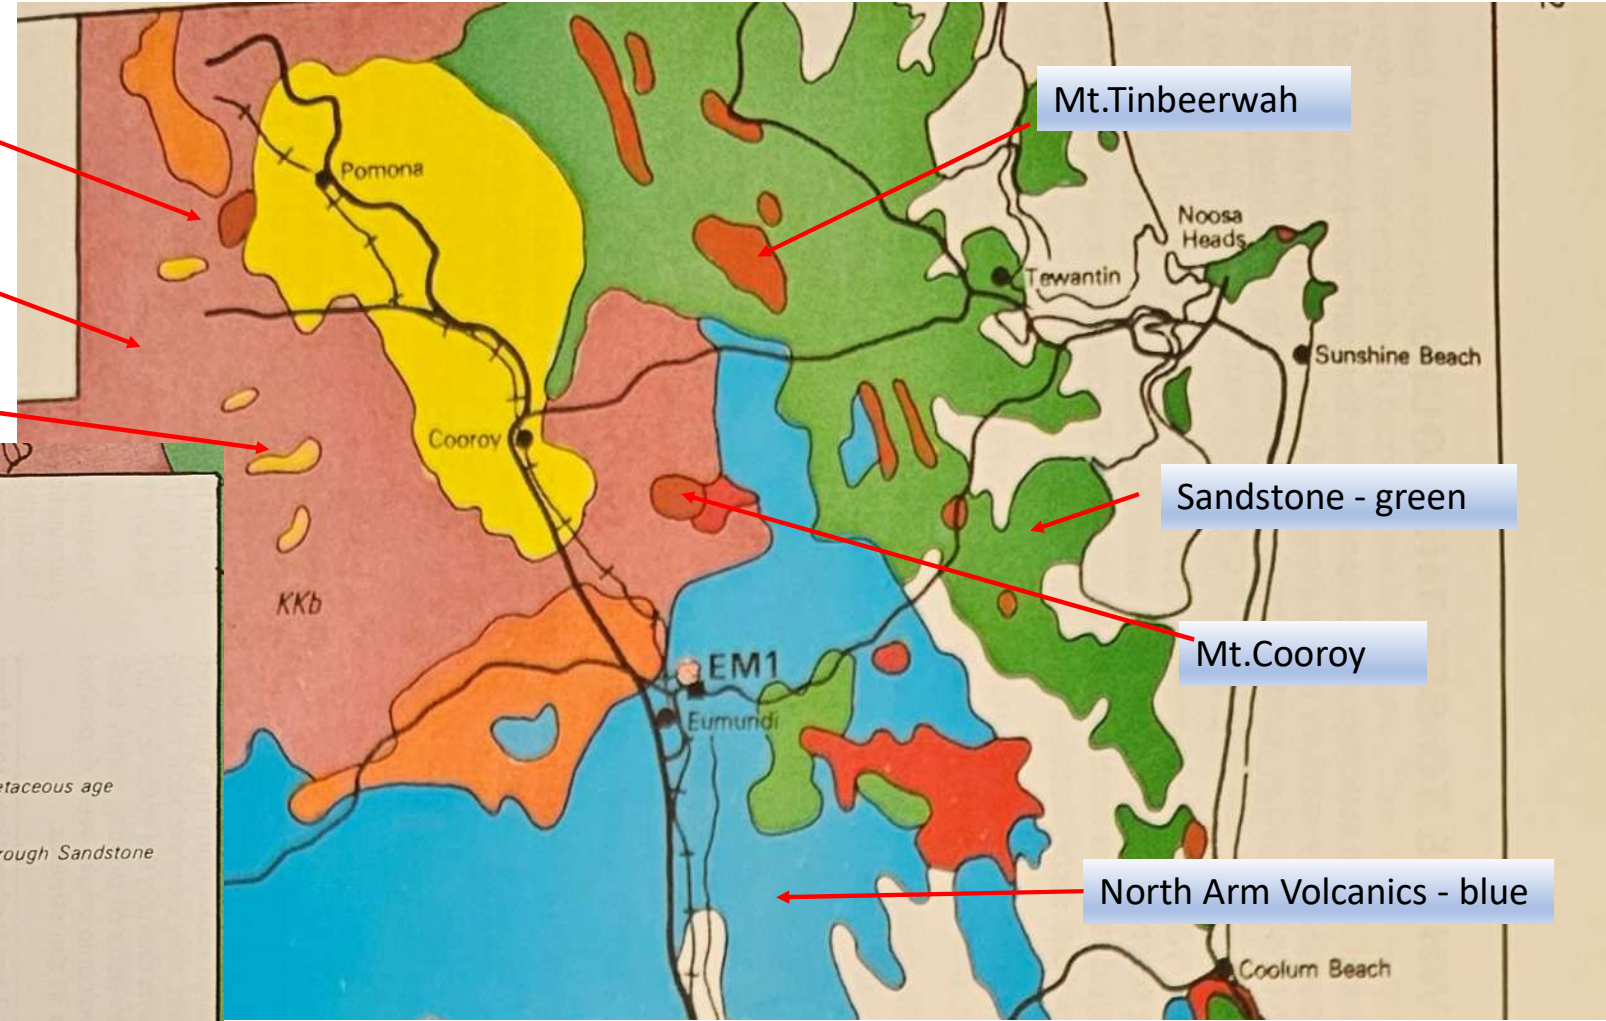 Mt.Tinbeerwah
Pomona
Noosa
Heads
Tewantin
Sunshine Beach
Cooroy
Sandstone - green
KKb
Mt.Cooroy
EM1
Eumundi
etaceous age
rough Sandstone
North Arm Volcanics - blue
Coolum Beach